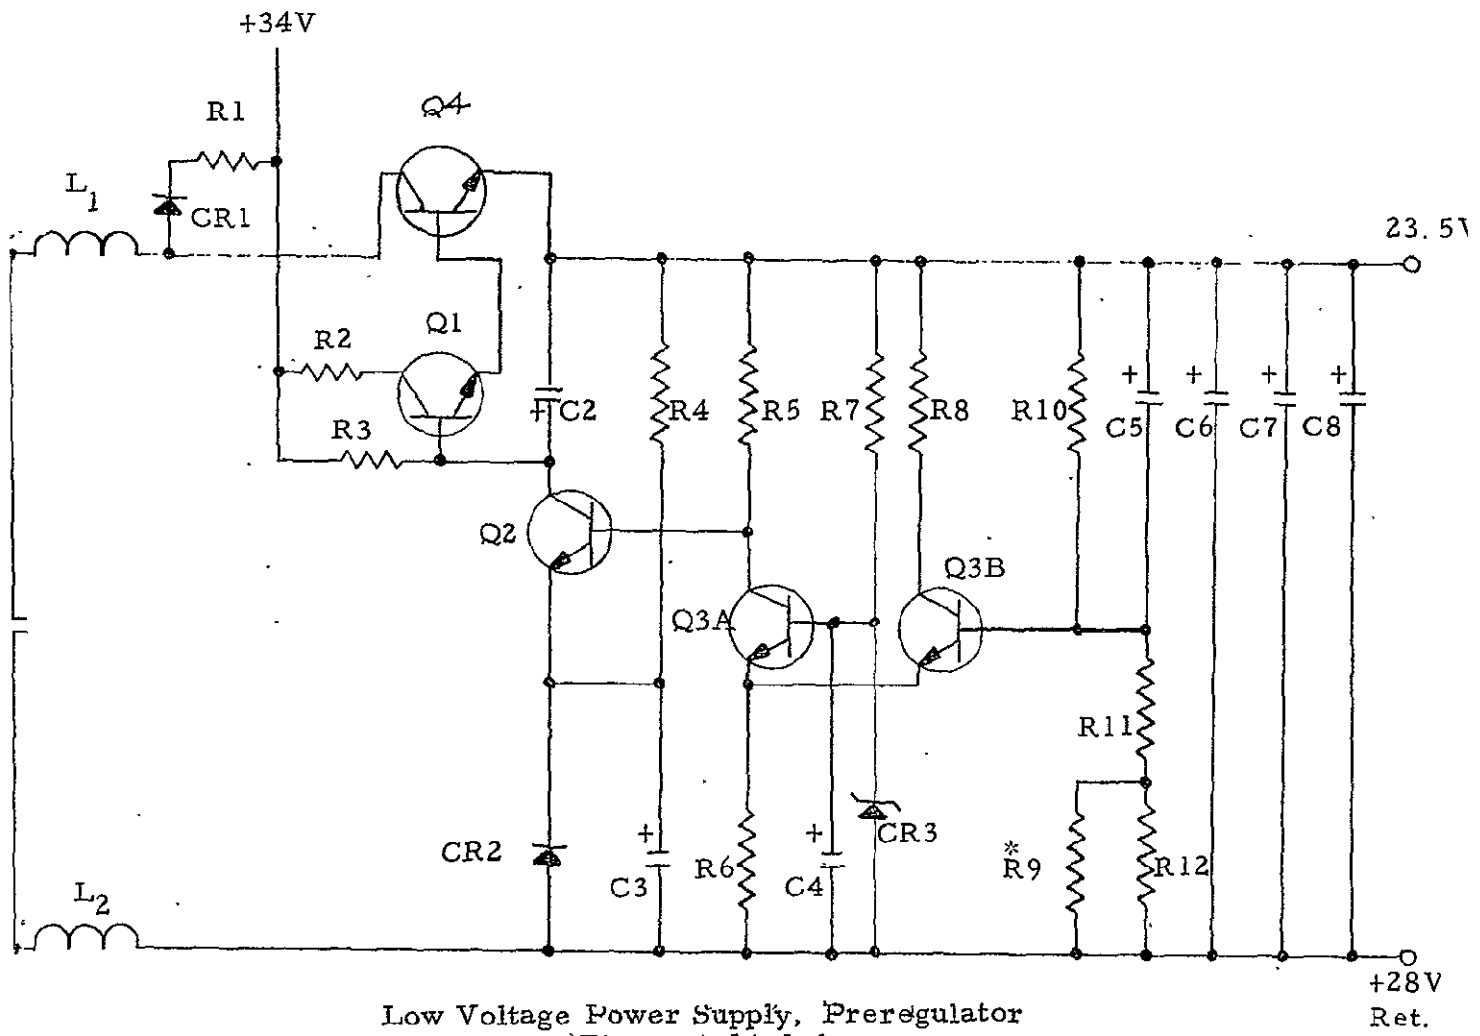 +34V
R1
Q4
L1
CR1
23.5V
R2
Q1
R3
C2
R4
R5
R7
R8
R10
C5
C6
C7
C8
+
+
+
+
+
Q2
Q3A
Q3B
R11
CR2
+
C3
R6
+
C4
CR3
*
R9
R12
L2
+28V
Ret.
Low Voltage Power Supply, Preregulator